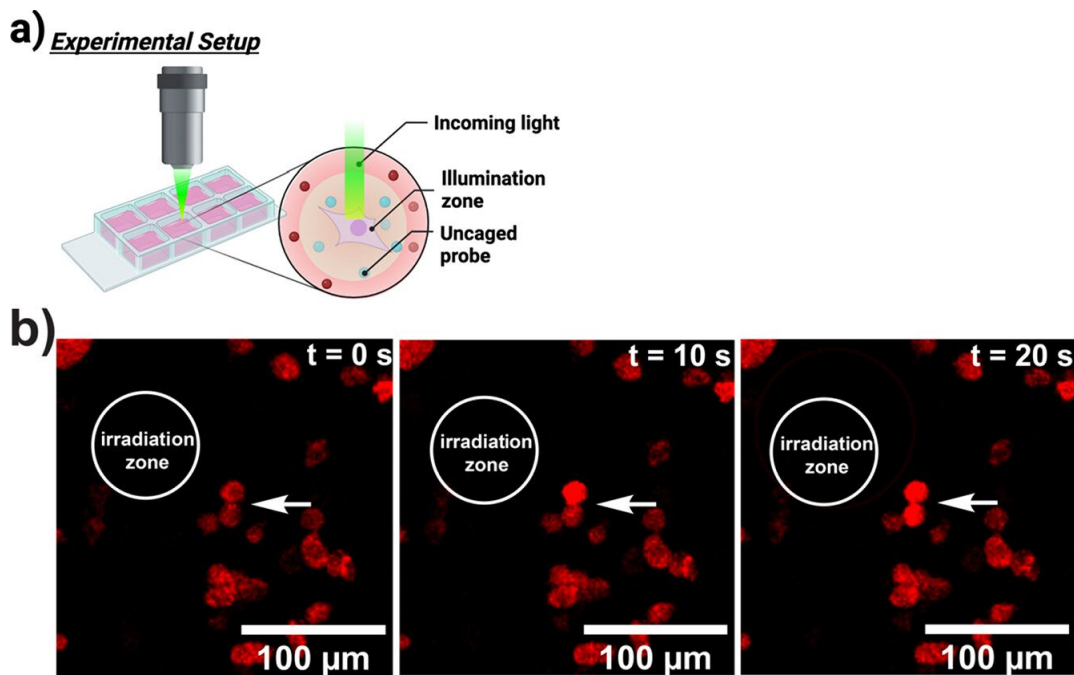 a) Experimental Setup
Incoming light
Illumination
zone
Uncaged
probe
b)
t = 0 s
irradiation
zone
100 µm
t = 10 s
irradiation
zone
100 µm
t = 20 s
irradiation
zone
100 µm